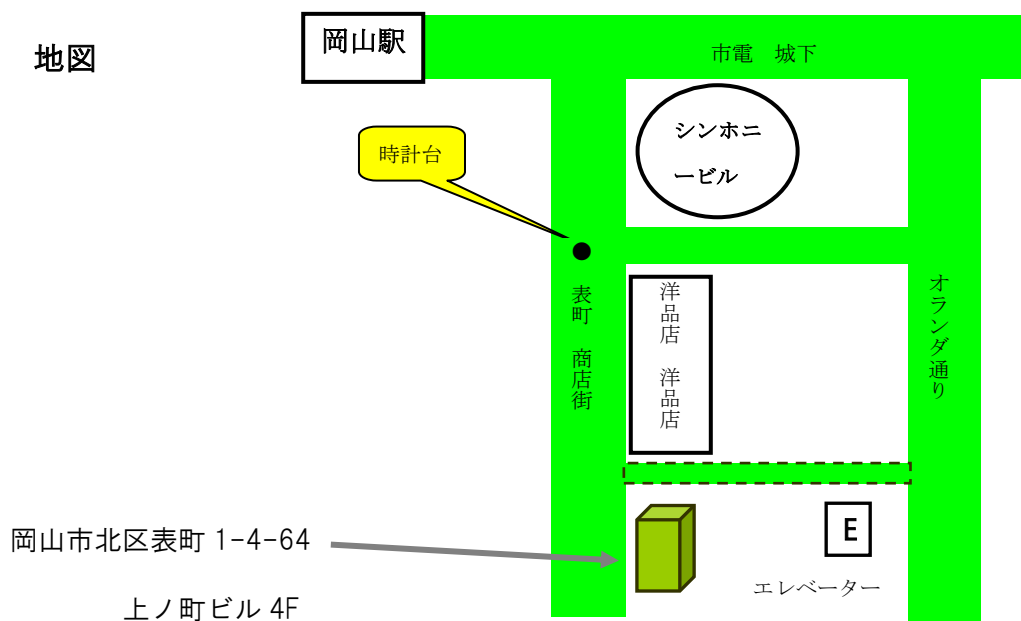 地図
岡山駅
市電　城下
シンホニ
ービル
時計台
表町　商店街
洋品店　洋品店
オランダ通り
岡山市北区表町 1-4-64
上ノ町ビル 4F
E
エレベーター